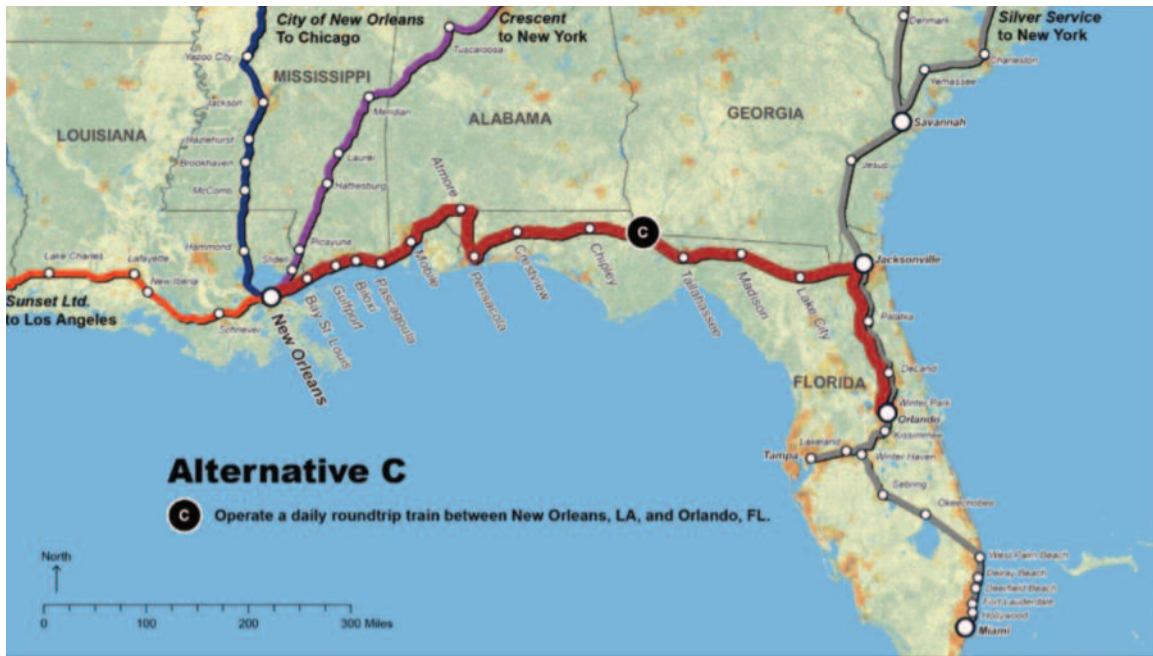 City of New Orleans
To Chicago
Crescent
to New York
Silver Service
to New York
Denmark
Yazoo City
Tuscaloosa
Charleston
Yemassee
MISSISSIPPI
Jackson
Meridian
ALABAMA
GEORGIA
Savannah
LOUISIANA
Hazlehurst
Brookhaven
Laurel
Jesup
McComb
Hattiesburg
Atmore
Hammond
Picayune
Slidell
C
Lake Charles
Lafayette
New Iberia
Schriever
Sunset Ltd.
to Los Angeles
New Orleans
Bay St. Louis
Gulfport
Biloxi
Pascagoula
Mobile
Pensacola
Crestview
Chipley
Tallahassee
Madison
Lake City
Jacksonville
Palatka
DeLand
FLORIDA
Winter Park
Orlando
Kissimmee
Lakeland
Tampa
Winter Haven
Sebring
Okeechobee
West Palm Beach
Delray Beach
Deerfield Beach
Fort Lauderdale
Hollywood
Miami
Alternative C
C Operate a daily roundtrip train between New Orleans, LA, and Orlando, FL.
North
0 100 200 300 Miles